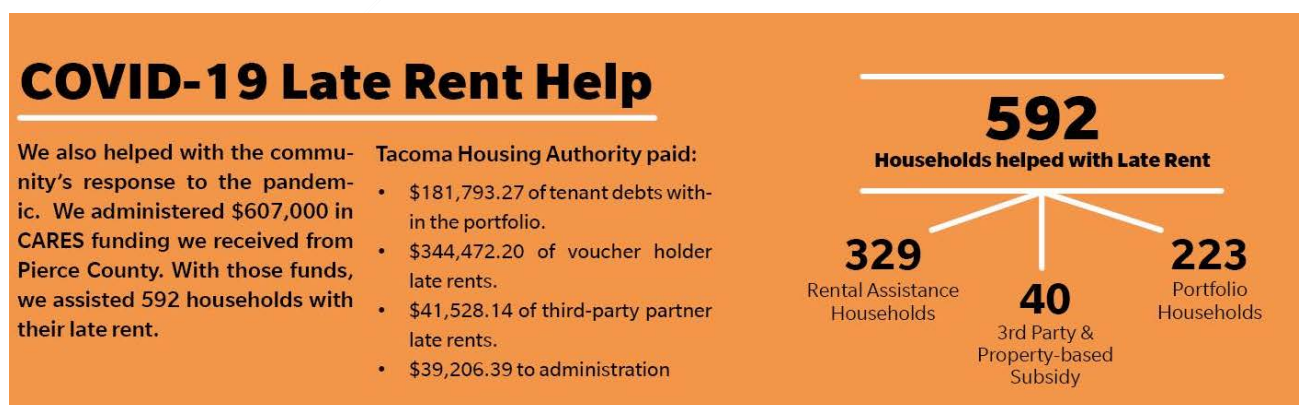 COVID-19 Late Rent Help
We also helped with the commu-
nity's response to the pandem-
ic. We administered $607,000 in
CARES funding we received from
Pierce County. With those funds,
we assisted 592 households with
their late rent.
Tacoma Housing Authority paid:
• $181,793.27 of tenant debts with-
in the portfolio.
• $344,472.20 of voucher holder
late rents.
• $41,528.14 of third-party partner
late rents.
• $39,206.39 to administration
592
Households helped with Late Rent
329
Rental Assistance
Households
40
3rd Party &
Property-based
Subsidy
223
Portfolio
Households